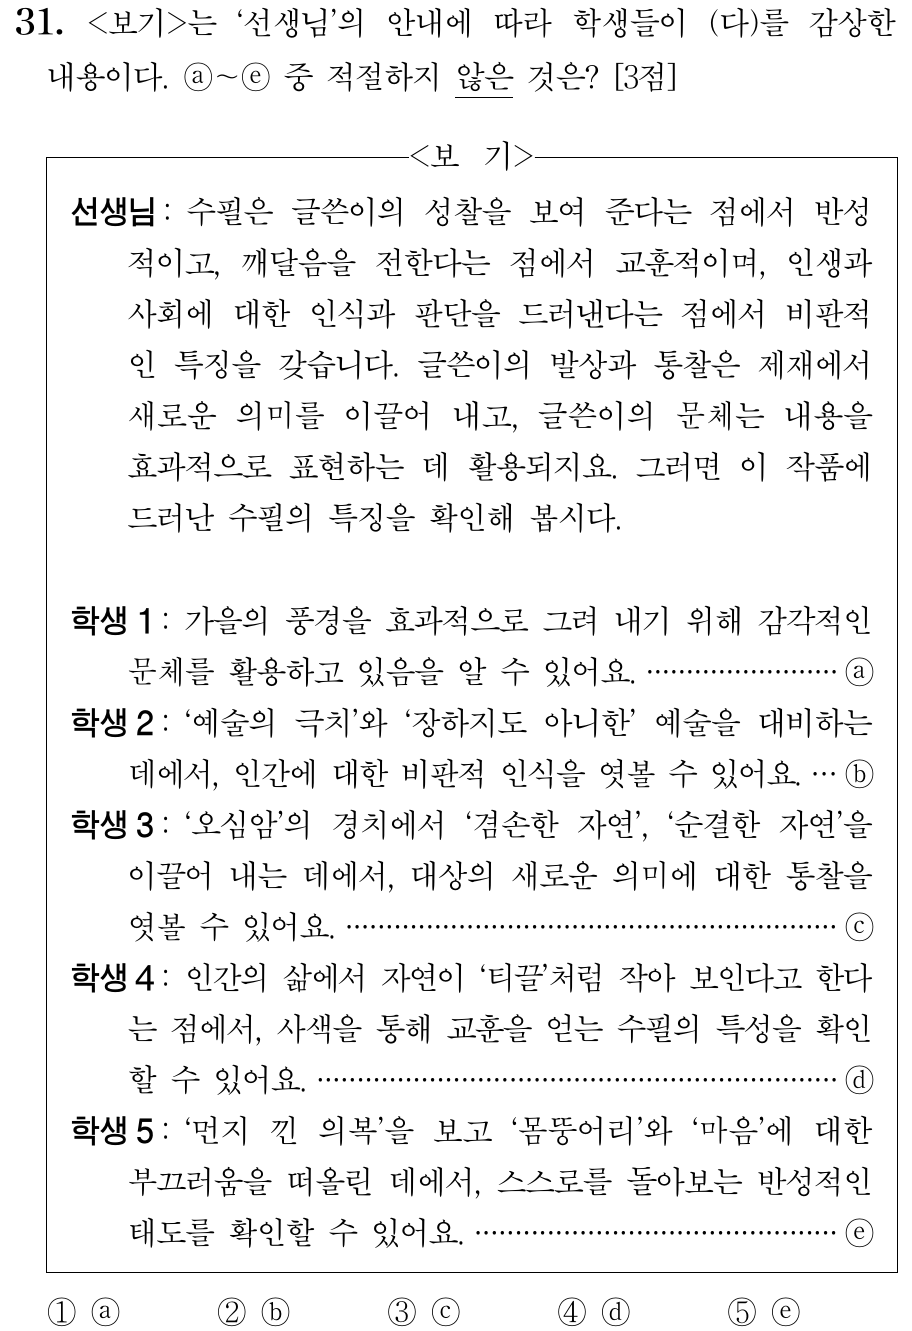 31. <보기>는 ‘선생님’의 안내에 따라 학생들이 (다)를 감상한
내용이다. ⓐ~ⓔ 중 적절하지 않은 것은? [3점]
<보 기>
선생님 : 수필은 글쓴이의 성찰을 보여 준다는 점에서 반성
적이고, 깨달음을 전한다는 점에서 교훈적이며, 인생과
사회에 대한 인식과 판단을 드러낸다는 점에서 비판적
인 특징을 갖습니다. 글쓴이의 발상과 통찰은 제재에서
새로운 의미를 이끌어 내고, 글쓴이의 문체는 내용을
효과적으로 표현하는 데 활용되지요. 그러면 이 작품에
드러난 수필의 특징을 확인해 봅시다.
학생 1 : 가을의 풍경을 효과적으로 그려 내기 위해 감각적인
문체를 활용하고 있음을 알 수 있어요. …………………… ⓐ
학생 2 : ‘예술의 극치’와 ‘장하지도 아니한’ 예술을 대비하는
데에서, 인간에 대한 비판적 인식을 엿볼 수 있어요. … ⓑ
학생 3 : ‘오심암’의 경치에서 ‘겸손한 자연’, ‘순결한 자연’을
이끌어 내는 데에서, 대상의 새로운 의미에 대한 통찰을
엿볼 수 있어요. ……………………………………………………… ⓒ
학생 4 : 인간의 삶에서 자연이 ‘티끌’처럼 작아 보인다고 한다
는 점에서, 사색을 통해 교훈을 얻는 수필의 특성을 확인
할 수 있어요. ………………………………………………………… ⓓ
학생 5 : ‘먼지 낀 의복’을 보고 ‘몸뚱어리’와 ‘마음’에 대한
부끄러움을 떠올린 데에서, 스스로를 돌아보는 반성적인
태도를 확인할 수 있어요. ……………………………………… ⓔ
① ⓐ ② ⓑ ③ ⓒ ④ ⓓ ⑤ ⓔ